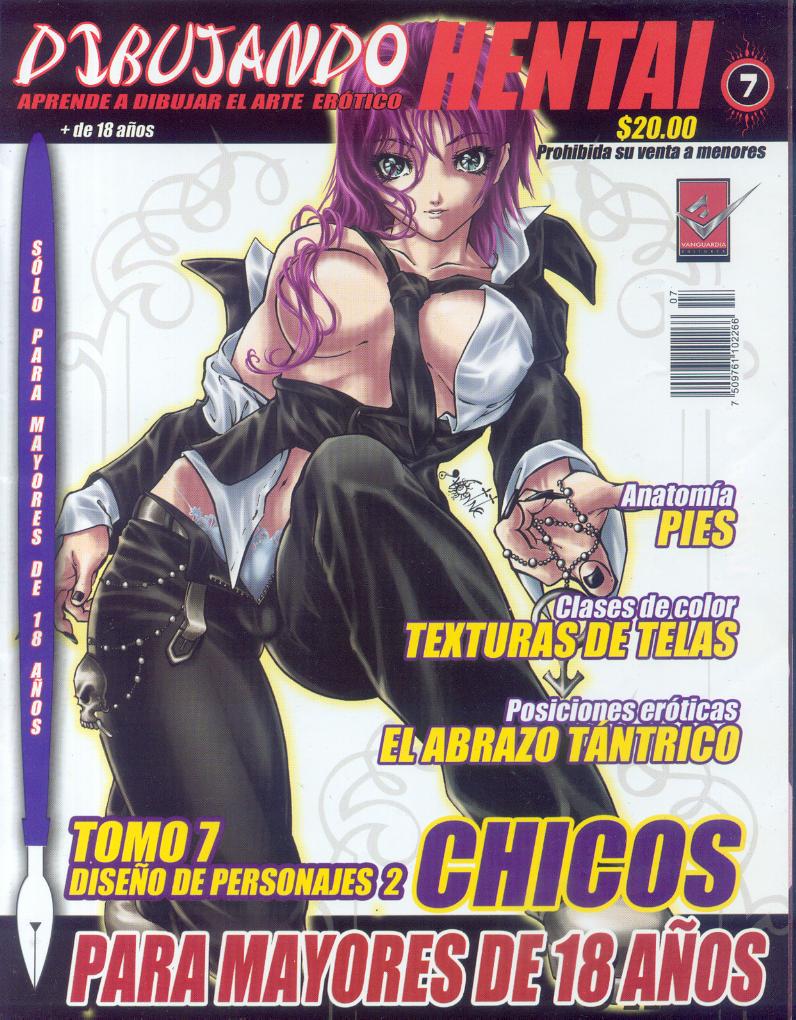 DIBUJANDO HENTAI
APRENDE A DIBUJAR EL ARTE ERÓTICO
7
+ de 18 años
$20.00
Prohibida su venta a menores
VANGUARDIA
EDITORES
SÓLO PARA MAYORES DE 18 AÑOS
07
7 509761 102266
Anatomía
PIES
Clases de color
TEXTURAS DE TELAS
Posiciones eróticas
EL ABRAZO TÁNTRICO
TOMO 7
DISEÑO DE PERSONAJES 2
CHICOS
PARA MAYORES DE 18 AÑOS